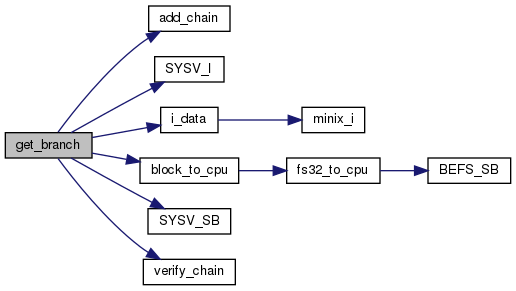 add_chain
SYSV_I
i_data
minix_i
get_branch
block_to_cpu
fs32_to_cpu
BEFS_SB
SYSV_SB
verify_chain